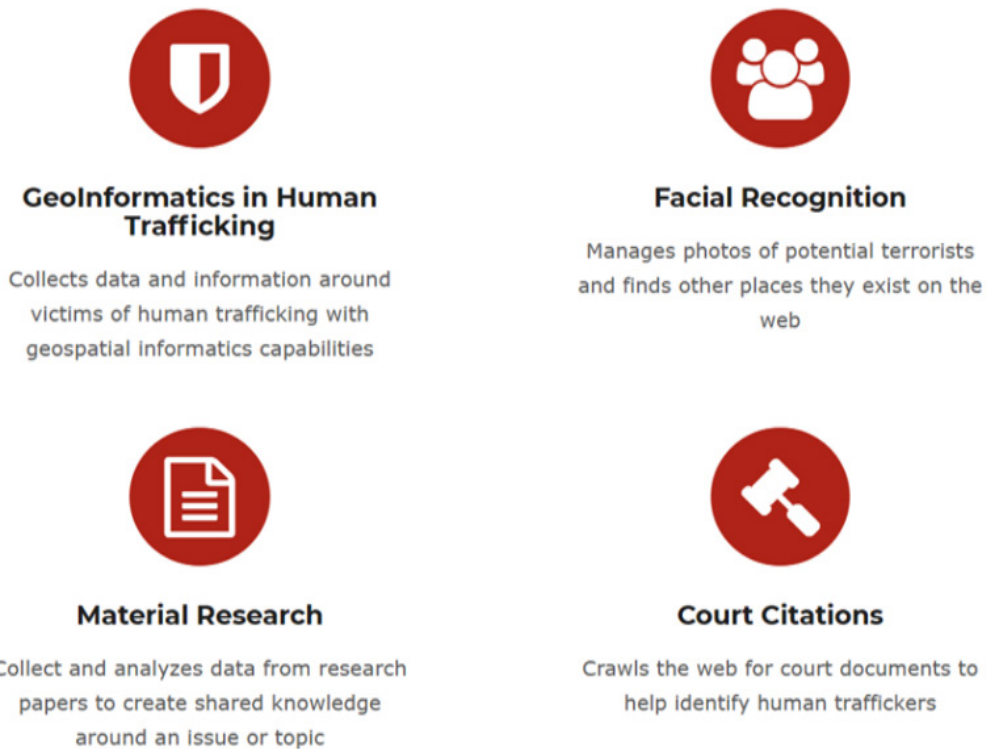 GeoInformatics in Human
Trafficking
Collects data and information around
victims of human trafficking with
geospatial informatics capabilities
Facial Recognition
Manages photos of potential terrorists
and finds other places they exist on the
web
Material Research
Collect and analyzes data from research
papers to create shared knowledge
around an issue or topic
Court Citations
Crawls the web for court documents to
help identify human traffickers